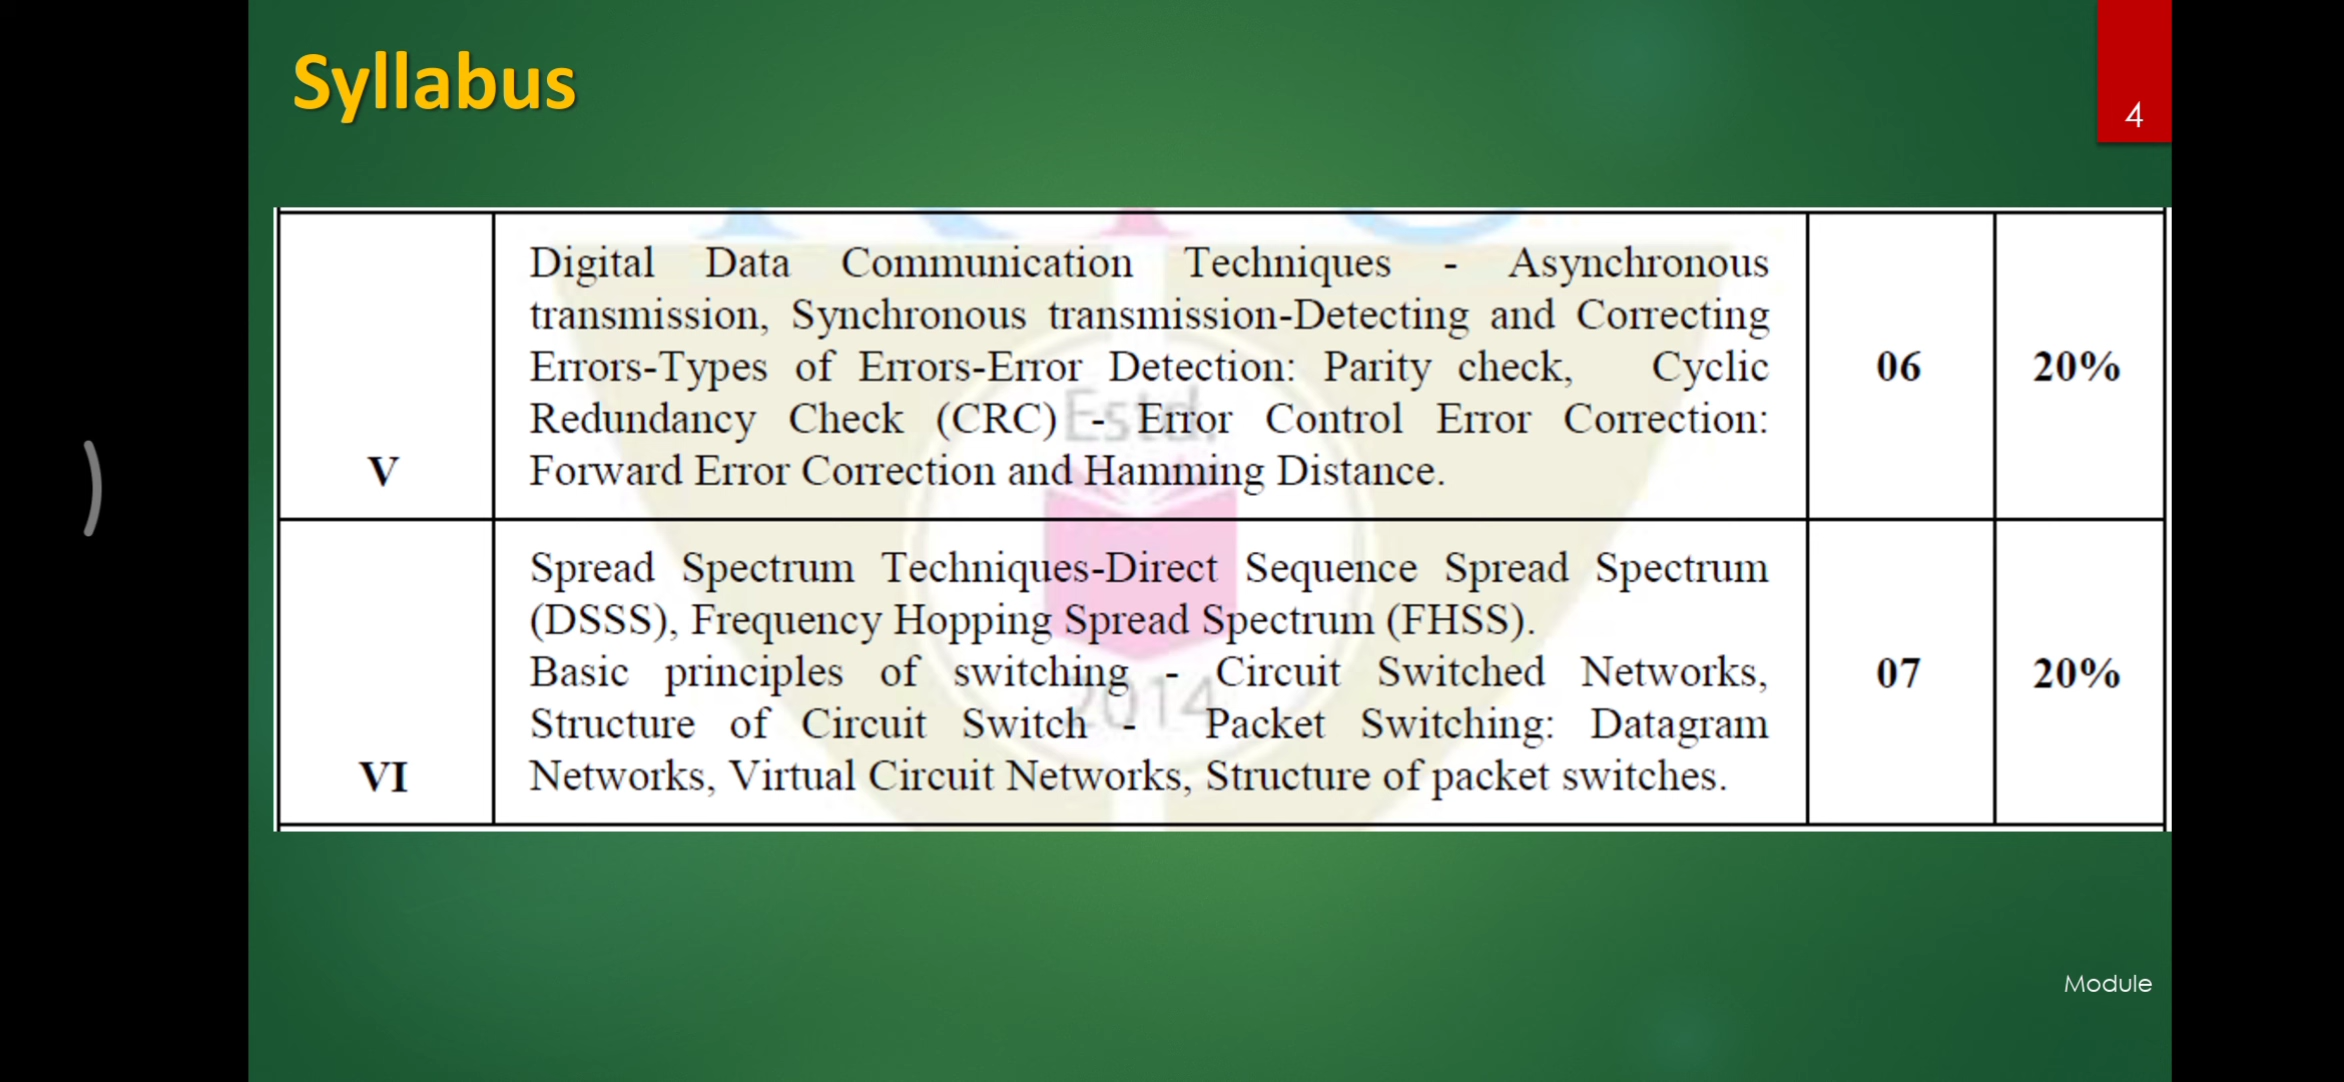 Syllabus
4
Digital Data Communication Techniques - Asynchronous
transmission, Synchronous transmission-Detecting and Correcting
Errors-Types of Errors-Error Detection: Parity check, Cyclic
Redundancy Check (CRC) - Error Control Error Correction:
Forward Error Correction and Hamming Distance.
V
06
20%
Spread Spectrum Techniques-Direct Sequence Spread Spectrum
(DSSS), Frequency Hopping Spread Spectrum (FHSS).
Basic principles of switching - Circuit Switched Networks,
Structure of Circuit Switch - Packet Switching: Datagram
Networks, Virtual Circuit Networks, Structure of packet switches.
VI
07
20%
Estd.
2014
Module